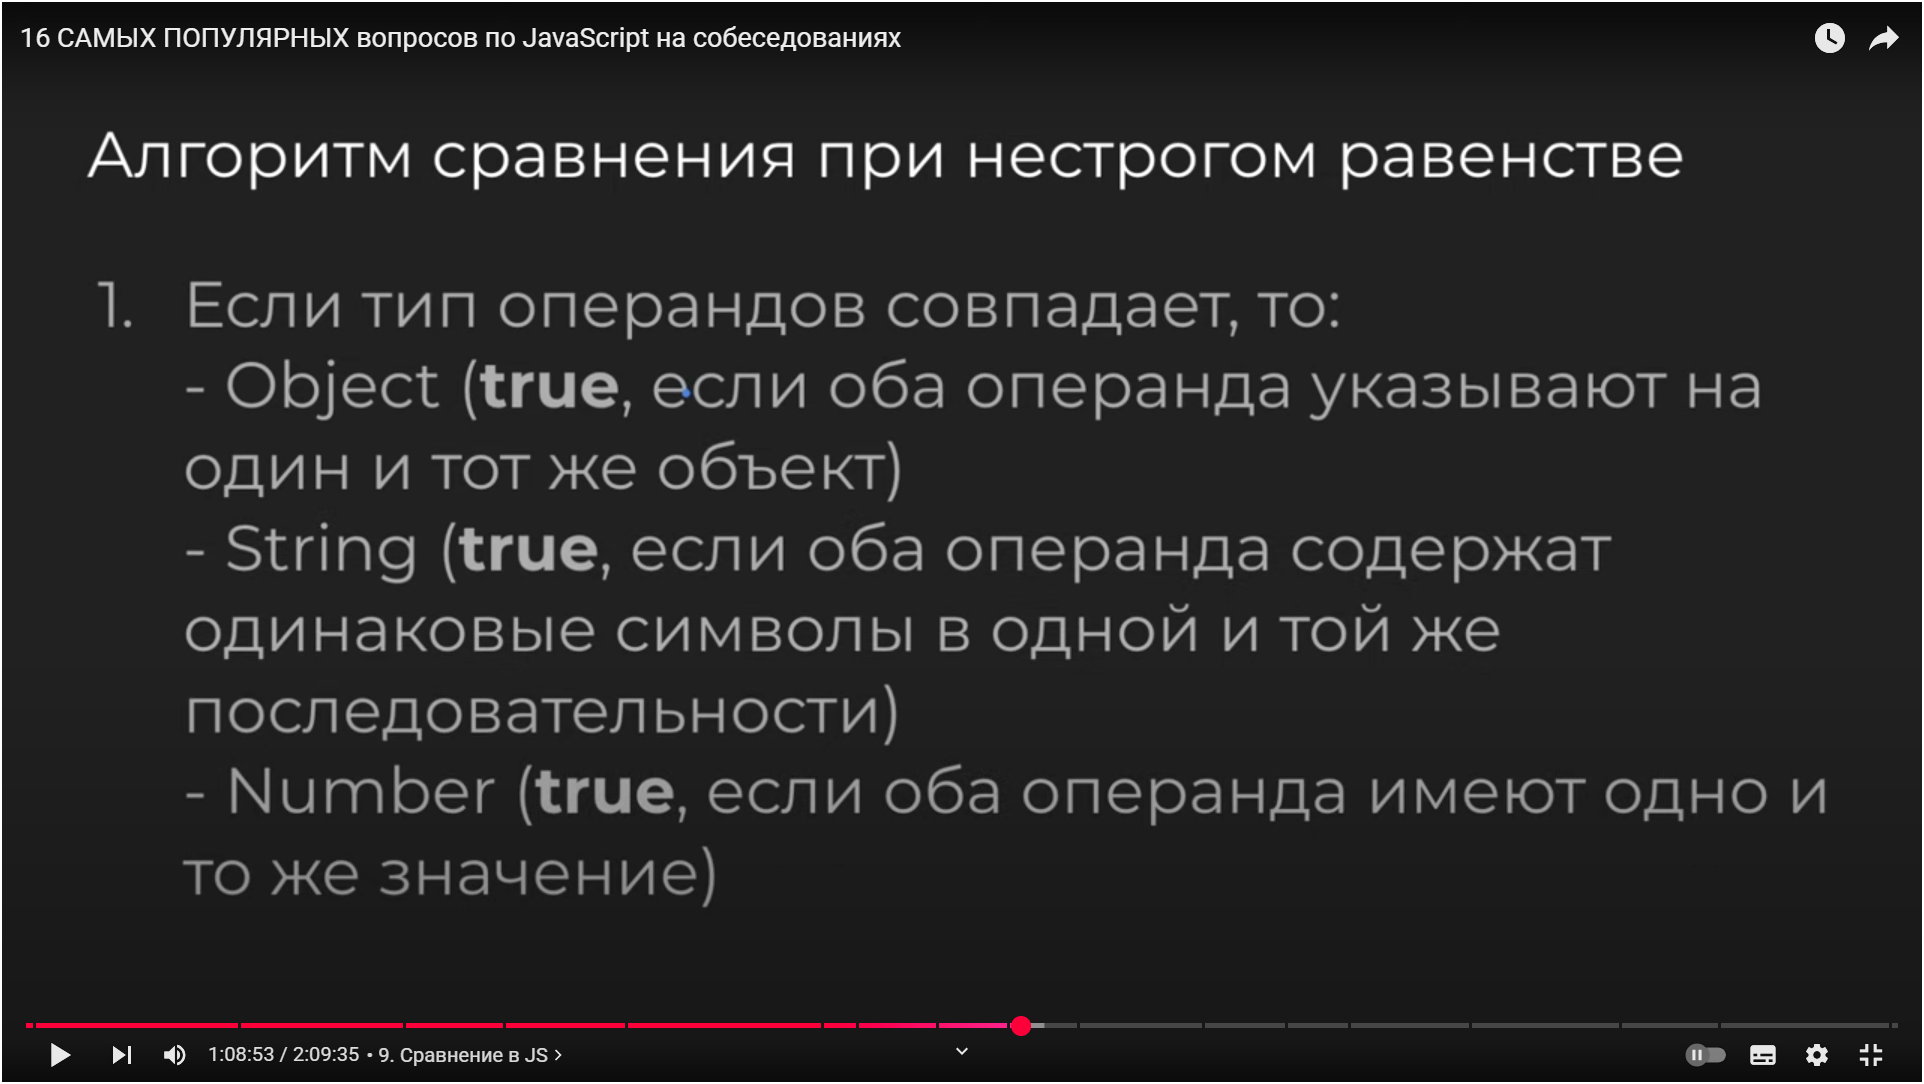 16 САМЫХ ПОПУЛЯРНЫХ вопросов по JavaScript на собеседованиях
Алгоритм сравнения при нестрогом равенстве
1. Если тип операндов совпадает, то:
- Object (true, если оба операнда указывают на
один и тот же объект)
- String (true, если оба операнда содержат
одинаковые символы в одной и той же
последовательности)
- Number (true, если оба операнда имеют одно и
то же значение)
1:08:53 / 2:09:35 • 9. Сравнение в JS >